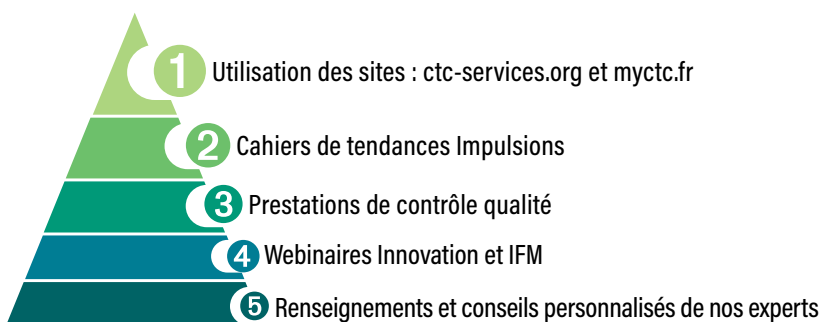 1 Utilisation des sites : ctc-services.org et myctc.fr
2 Cahiers de tendances Impulsions
3 Prestations de contrôle qualité
4 Webinaires Innovation et IFM
5 Renseignements et conseils personnalisés de nos experts